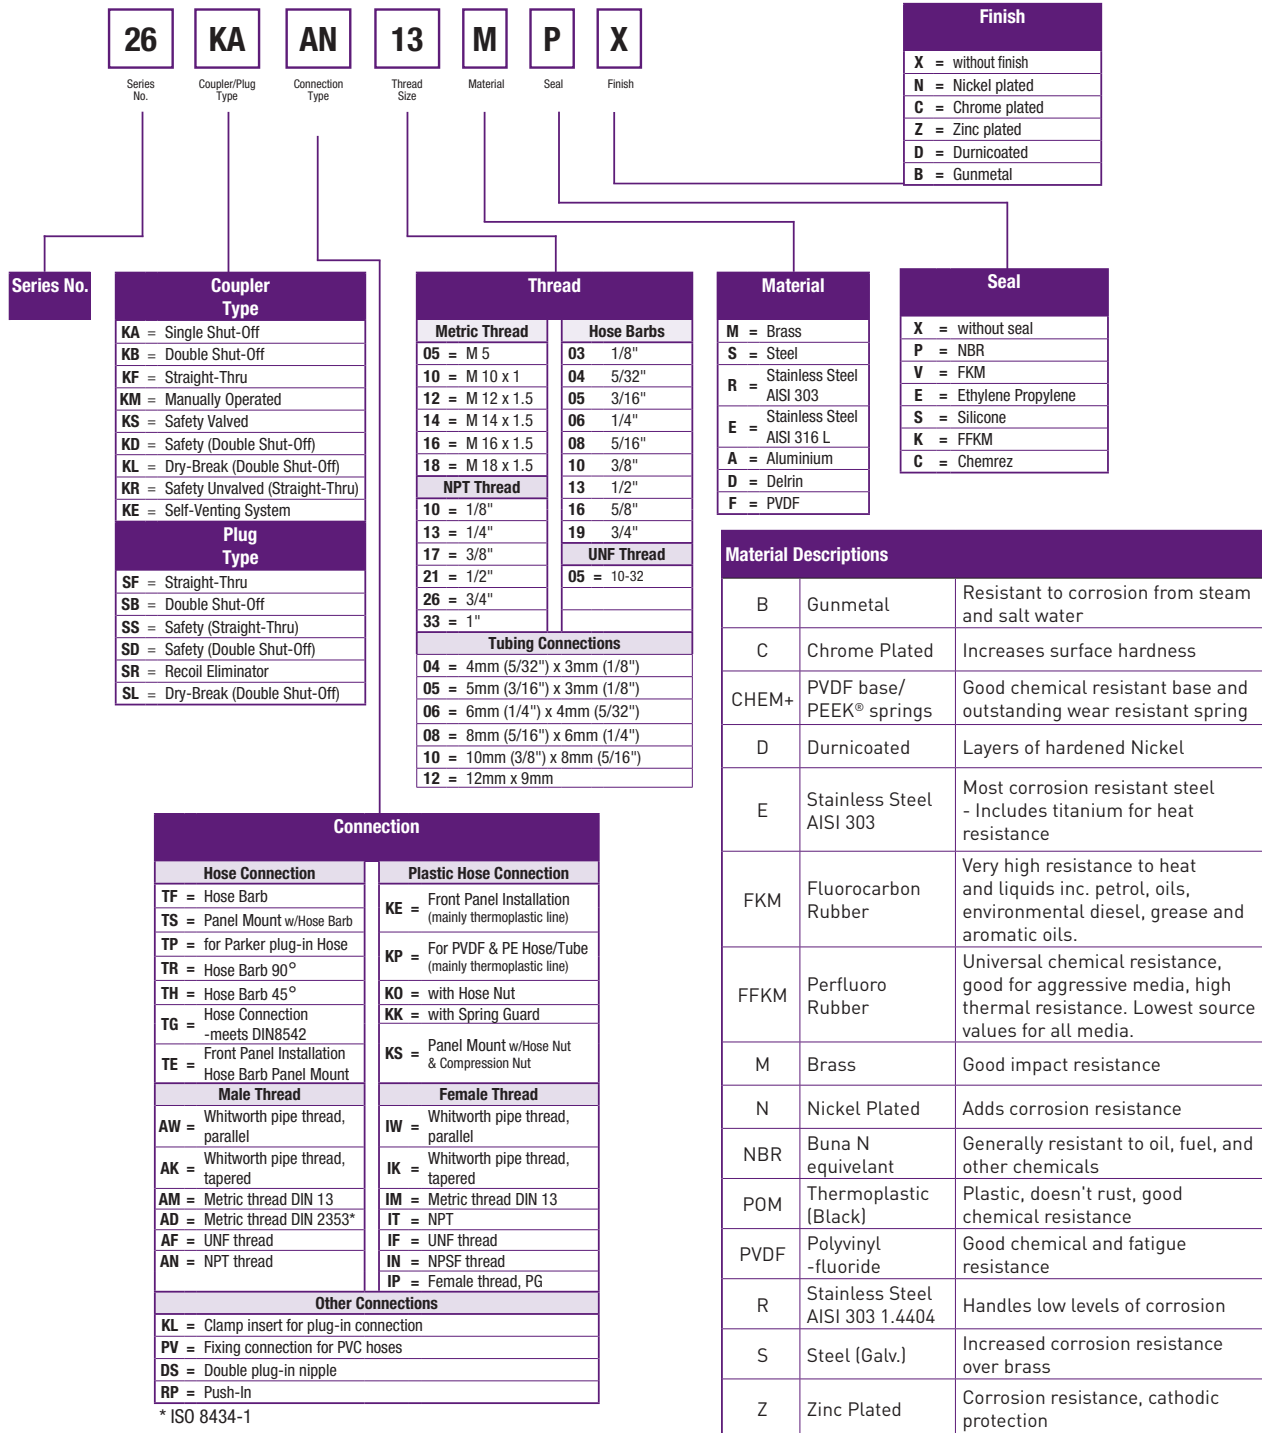 26 KA AN 13 M P X
Series No.
Coupler/Plug Type
Connection Type
Thread Size
Material
Seal
Finish
Finish
X = without finish
N = Nickel plated
C = Chrome plated
Z = Zinc plated
D = Durnicoated
B = Gunmetal
Series No.
Coupler
Type
KA = Single Shut-Off
KB = Double Shut-Off
KF = Straight-Thru
KM = Manually Operated
KS = Safety Valved
KD = Safety (Double Shut-Off)
KL = Dry-Break (Double Shut-Off)
KR = Safety Unvalved (Straight-Thru)
KE = Self-Venting System
Plug
Type
SF = Straight-Thru
SB = Double Shut-Off
SS = Safety (Straight-Thru)
SD = Safety (Double Shut-Off)
SR = Recoil Eliminator
SL = Dry-Break (Double Shut-Off)
Thread
Metric Thread
05 = M 5
10 = M 10 x 1
12 = M 12 x 1.5
14 = M 14 x 1.5
16 = M 16 x 1.5
18 = M 18 x 1.5
NPT Thread
10 = 1/8"
13 = 1/4"
17 = 3/8"
21 = 1/2"
26 = 3/4"
33 = 1"
Hose Barbs
03 1/8"
04 5/32"
05 3/16"
06 1/4"
08 5/16"
10 3/8"
13 1/2"
16 5/8"
19 3/4"
UNF Thread
05 = 10-32
Tubing Connections
04 = 4mm (5/32") x 3mm (1/8")
05 = 5mm (3/16") x 3mm (1/8")
06 = 6mm (1/4") x 4mm (5/32")
08 = 8mm (5/16") x 6mm (1/4")
10 = 10mm (3/8") x 8mm (5/16")
12 = 12mm x 9mm
Material
M = Brass
S = Steel
R = Stainless Steel
AISI 303
E = Stainless Steel
AISI 316 L
A = Aluminium
D = Delrin
F = PVDF
Seal
X = without seal
P = NBR
V = FKM
E = Ethylene Propylene
S = Silicone
K = FFKM
C = Chemrez
Connection
Hose Connection
TF = Hose Barb
TS = Panel Mount w/Hose Barb
TP = for Parker plug-in Hose
TR = Hose Barb 90°
TH = Hose Barb 45°
TG = Hose Connection
-meets DIN8542
TE = Front Panel Installation
Hose Barb Panel Mount
Male Thread
AW = Whitworth pipe thread,
parallel
AK = Whitworth pipe thread,
tapered
AM = Metric thread DIN 13
AD = Metric thread DIN 2353*
AF = UNF thread
AN = NPT thread
Plastic Hose Connection
KE = Front Panel Installation
(mainly thermoplastic line)
KP = For PVDF & PE Hose/Tube
(mainly thermoplastic line)
KO = with Hose Nut
KK = with Spring Guard
KS = Panel Mount w/Hose Nut
& Compression Nut
Female Thread
IW = Whitworth pipe thread,
parallel
IK = Whitworth pipe thread,
tapered
IM = Metric thread DIN 13
IT = NPT
IF = UNF thread
IN = NPSF thread
IP = Female thread, PG
Other Connections
KL = Clamp insert for plug-in connection
PV = Fixing connection for PVC hoses
DS = Double plug-in nipple
RP = Push-In
* ISO 8434-1
Material Descriptions
B Gunmetal Resistant to corrosion from steam
and salt water
C Chrome Plated Increases surface hardness
CHEM+ PVDF base/ Good chemical resistant base and
PEEK® springs outstanding wear resistant spring
D Durnicoated Layers of hardened Nickel
E Stainless Steel Most corrosion resistant steel
AISI 303 - Includes titanium for heat
resistance
FKM Fluorocarbon Very high resistance to heat
Rubber and liquids inc. petrol, oils,
environmental diesel, grease and
aromatic oils.
FFKM Perfluoro Universal chemical resistance,
Rubber good for aggressive media, high
thermal resistance. Lowest source
values for all media.
M Brass Good impact resistance
N Nickel Plated Adds corrosion resistance
NBR Buna N Generally resistant to oil, fuel, and
equivelant other chemicals
POM Thermoplastic Plastic, doesn't rust, good
(Black) chemical resistance
PVDF Polyvinyl Good chemical and fatigue
-fluoride resistance
R Stainless Steel Handles low levels of corrosion
AISI 303 1.4404
S Steel (Galv.) Increased corrosion resistance
over brass
Z Zinc Plated Corrosion resistance, cathodic
protection